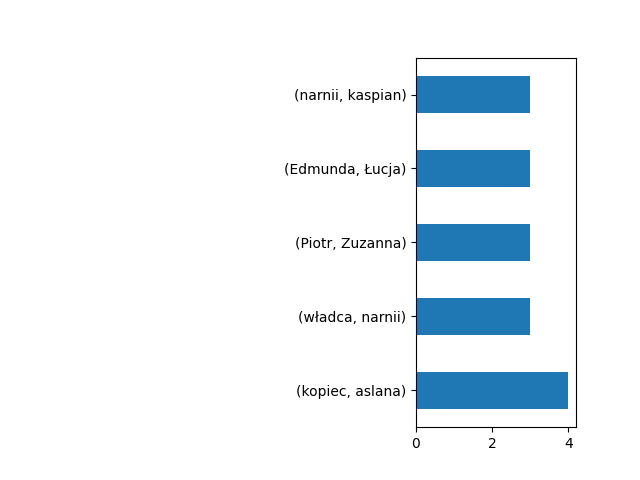 (narnii, kaspian)
(Edmunda, Łucja)
(Piotr, Zuzanna)
(władca, narnii)
(kopiec, aslana)
0 2 4